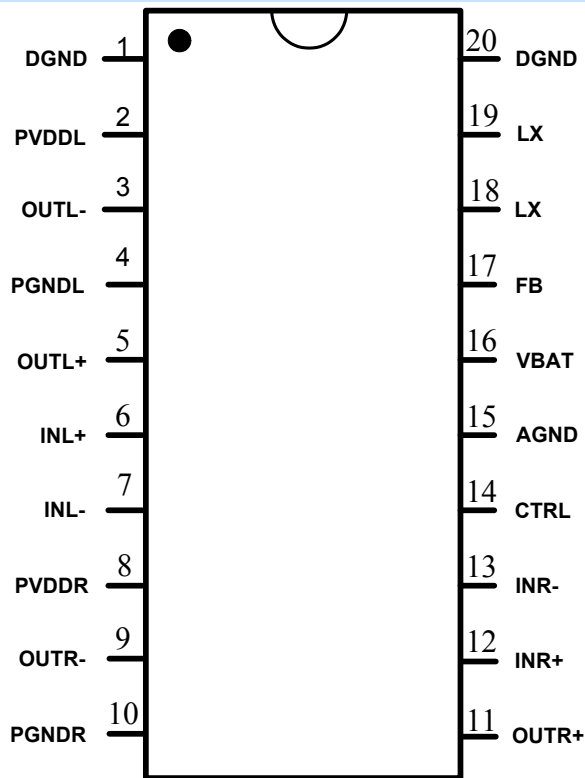 DGND 1 20 DGND
PVDDL 2 19 LX
OUTL- 3 18 LX
PGNDL 4 17 FB
OUTL+ 5 16 VBAT
INL+ 6 15 AGND
INL- 7 14 CTRL
PVDDR 8 13 INR-
OUTR- 9 12 INR+
PGNDR 10 11 OUTR+